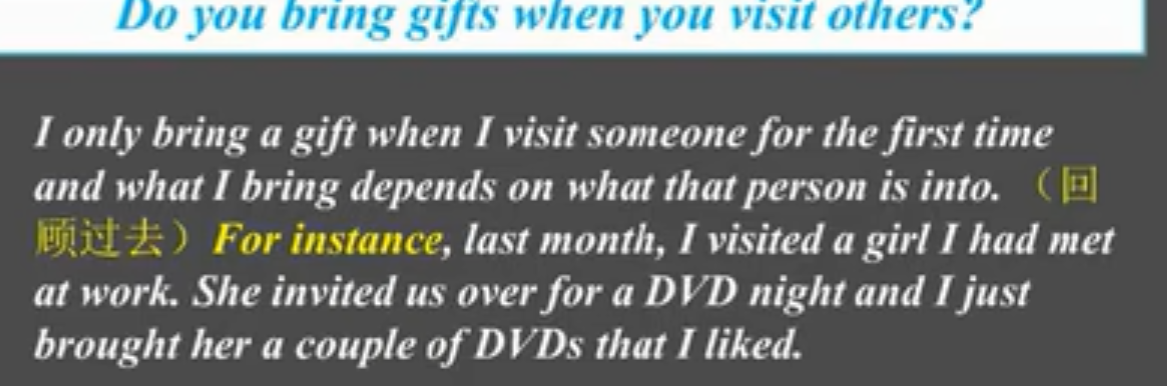 Do you bring gifts when you visit others?
I only bring a gift when I visit someone for the first time
and what I bring depends on what that person is into. （回
顾过去）For instance, last month, I visited a girl I had met
at work. She invited us over for a DVD night and I just
brought her a couple of DVDs that I liked.